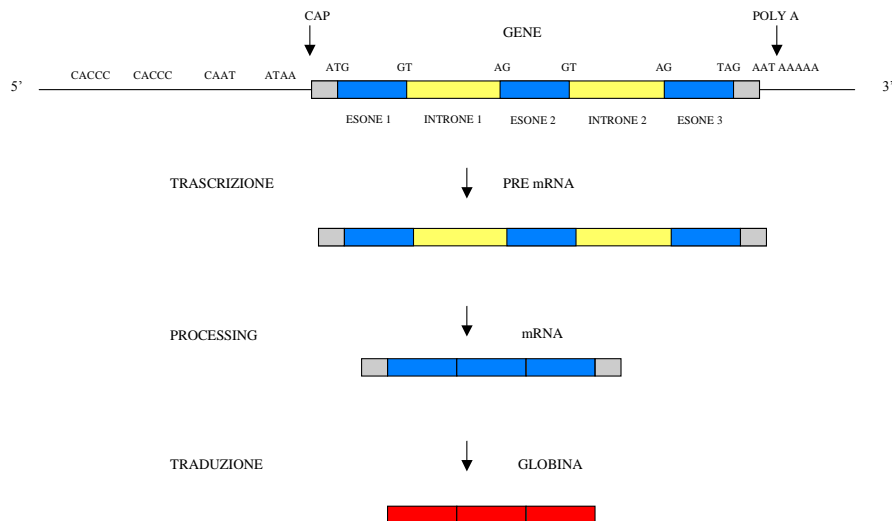 CAP POLY A
GENE
ATG GT AG GT AG TAG AAT AAAAA
CACCC CACCC CAAT ATAA
5’ 3’
ESONE 1 INTRONE 1 ESONE 2 INTRONE 2 ESONE 3
TRASCRIZIONE PRE mRNA
PROCESSING mRNA
TRADUZIONE GLOBINA